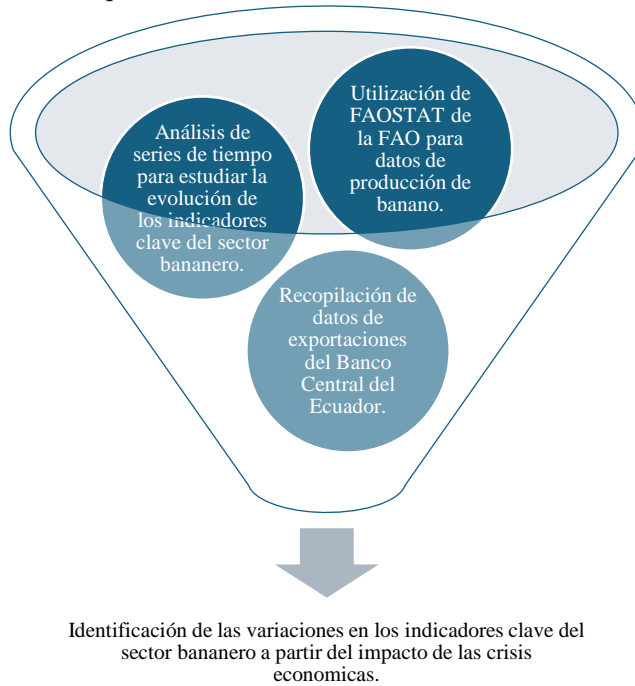 Utilización de
FAOSTAT de
la FAO para
datos de
producción de
banano.
Análisis de
series de tiempo
para estudiar la
evolución de
los indicadores
clave del sector
bananero.
Recopilación de
datos de
exportaciones
del Banco
Central del
Ecuador.
Identificación de las variaciones en los indicadores clave del
sector bananero a partir del impacto de las crisis
economicas.